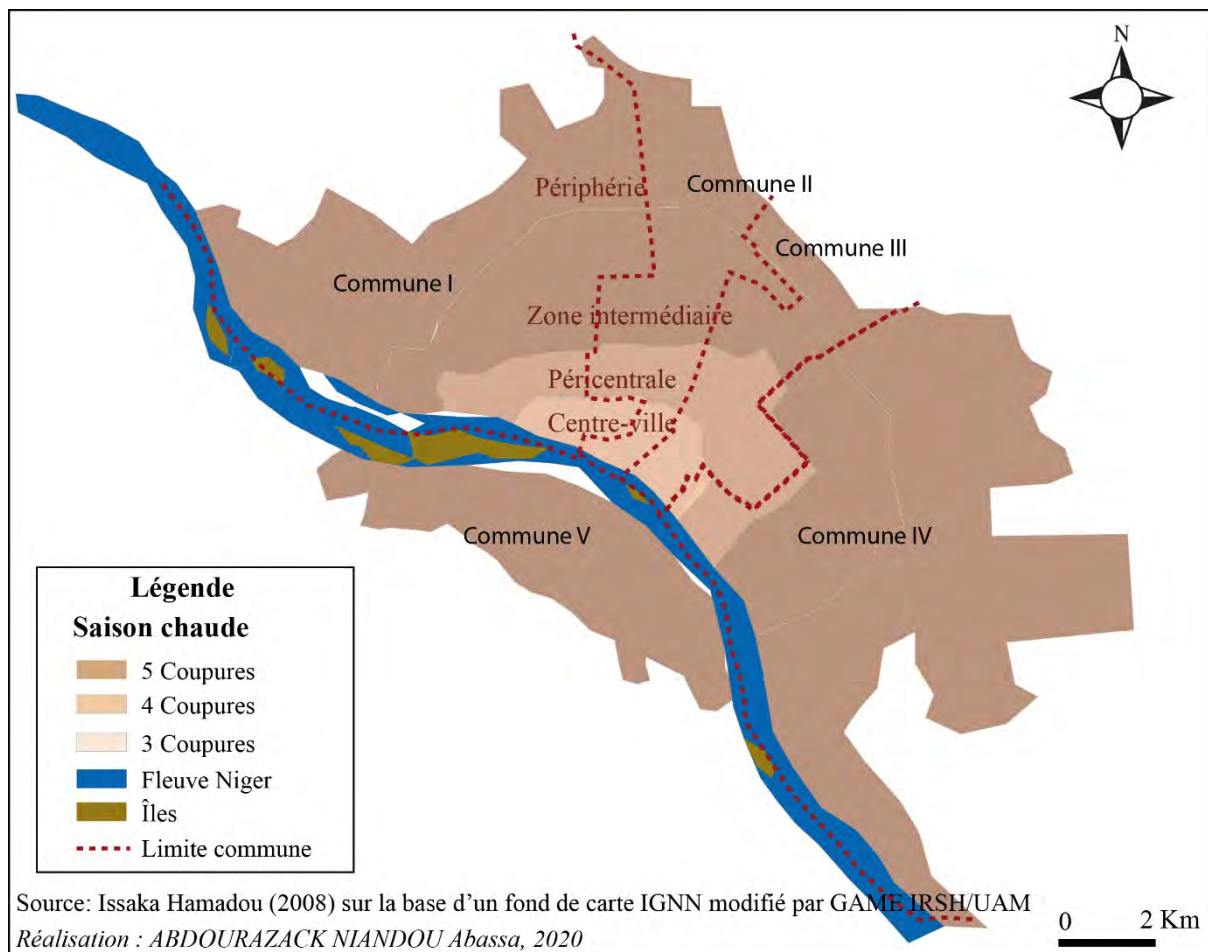 N
Périphérie
Commune II
Commune III
Commune I
Zone intermédiaire
Péricentrale
Centre-ville
Commune V
Commune IV
Légende
Saison chaude
5 Coupures
4 Coupures
3 Coupures
Fleuve Niger
Îles
Limite commune
Source: Issaka Hamadou (2008) sur la base d'un fond de carte IGNN modifié par GAME IRSH/UAM
0 2 Km
Réalisation : ABDOURAZACK NIANDOU Abassa, 2020